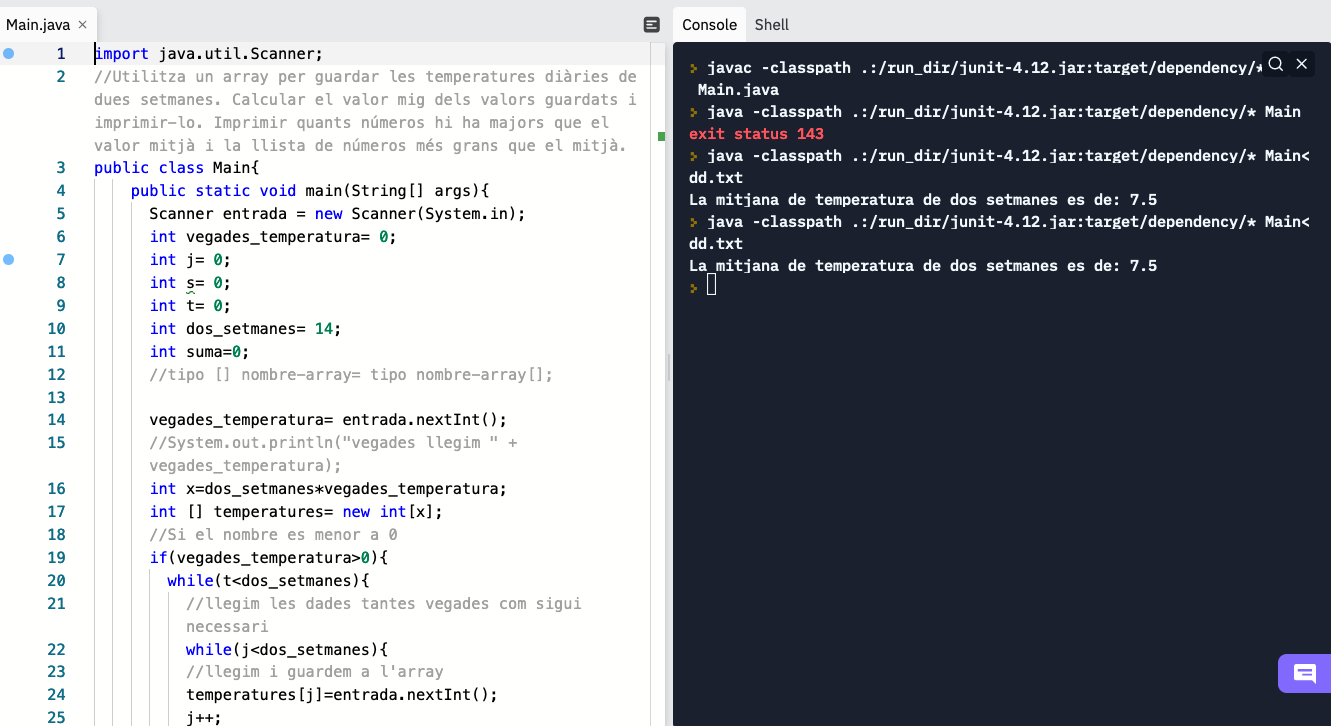 Main.java ×
1 import java.util.Scanner;
2 //Utilitza un array per guardar les temperatures diàries de
dues setmanes. Calcular el valor mig dels valors guardats i
imprimir-lo. Imprimir quants números hi ha majors que el
valor mitjà i la llista de números més grans que el mitjà.
3 public class Main{
4 public static void main(String[] args){
5 Scanner entrada = new Scanner(System.in);
6 int vegades_temperatura= 0;
7 int j= 0;
8 int s= 0;
9 int t= 0;
10 int dos_setmanes= 14;
11 int suma=0;
12 //tipo [] nombre-array= tipo nombre-array[];
13
14 vegades_temperatura= entrada.nextInt();
15 //System.out.println("vegades llegim " +
vegades_temperatura);
16 int x=dos_setmanes*vegades_temperatura;
17 int [] temperatures= new int[x];
18 //Si el nombre es menor a 0
19 if(vegades_temperatura>0){
20 while(t<dos_setmanes){
21 //llegim les dades tantes vegades com sigui
necessari
22 while(j<dos_setmanes){
23 //llegim i guardem a l'array
24 temperatures[j]=entrada.nextInt();
25 j++;
Console Shell
javac -classpath .:/run_dir/junit-4.12.jar:target/dependency/*
Main.java
java -classpath .:/run_dir/junit-4.12.jar:target/dependency/* Main
exit status 143
java -classpath .:/run_dir/junit-4.12.jar:target/dependency/* Main<
dd.txt
La mitjana de temperatura de dos setmanes es de: 7.5
java -classpath .:/run_dir/junit-4.12.jar:target/dependency/* Main<
dd.txt
La mitjana de temperatura de dos setmanes es de: 7.5